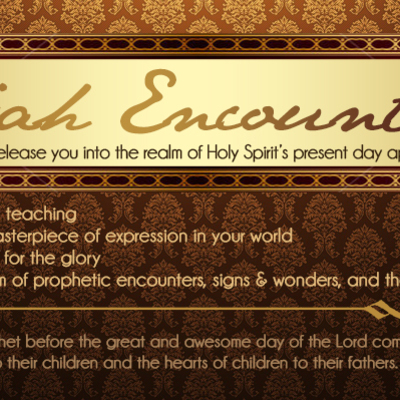 iah Encount
elease you into the realm of Holy Spirit's present day ap
teaching
asterpiece of expression in your world
for the glory
m of prophetic encounters, signs & wonders, and th
het before the great and awesome day of the Lord com
o their children and the hearts of children to their fathers.